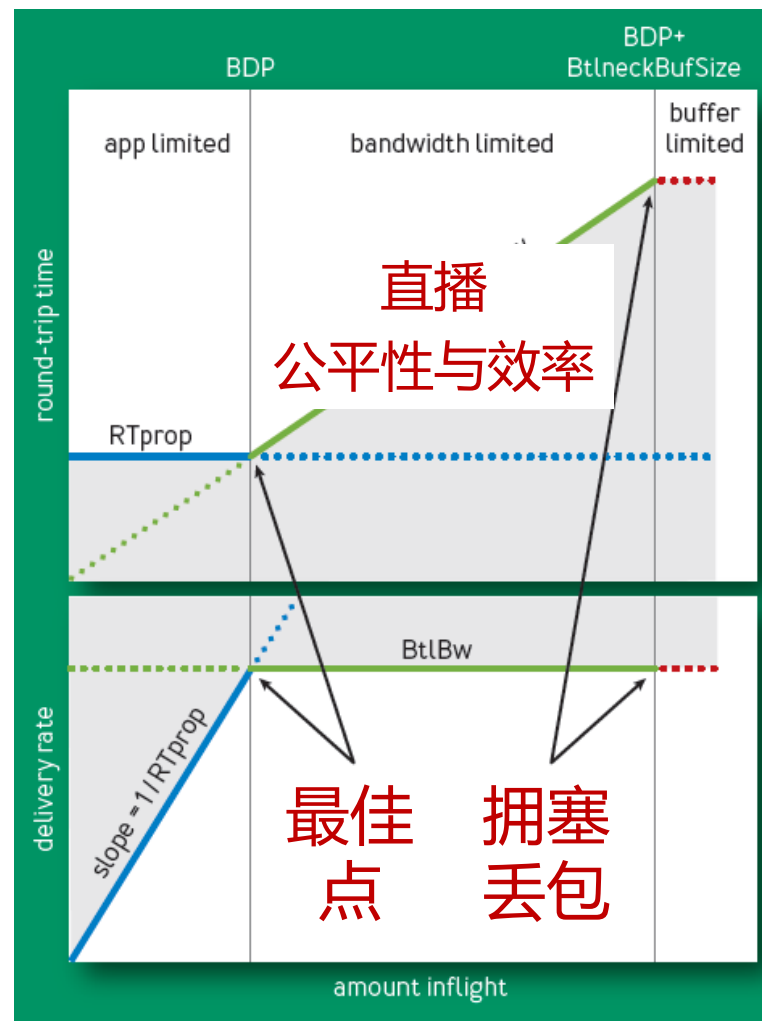 BDP
BDP+
BtlneckBufSize
app limited
bandwidth limited
buffer
limited
round-trip time
直播
公平性与效率
RTprop
BtlBw
delivery rate
slope = 1 / RTprop
最佳
点
拥塞
丢包
amount inflight